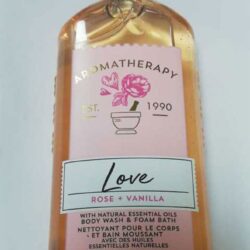 AROMATHERAPY
EST. 1990
Love
ROSE + VANILLA
WITH NATURAL ESSENTIAL OILS
BODY WASH & FOAM BATH
NETTOYANT POUR LE CORPS
ET BAIN MOUSSANT
AVEC DES HUILES
ESSENTIELLES NATURELLES